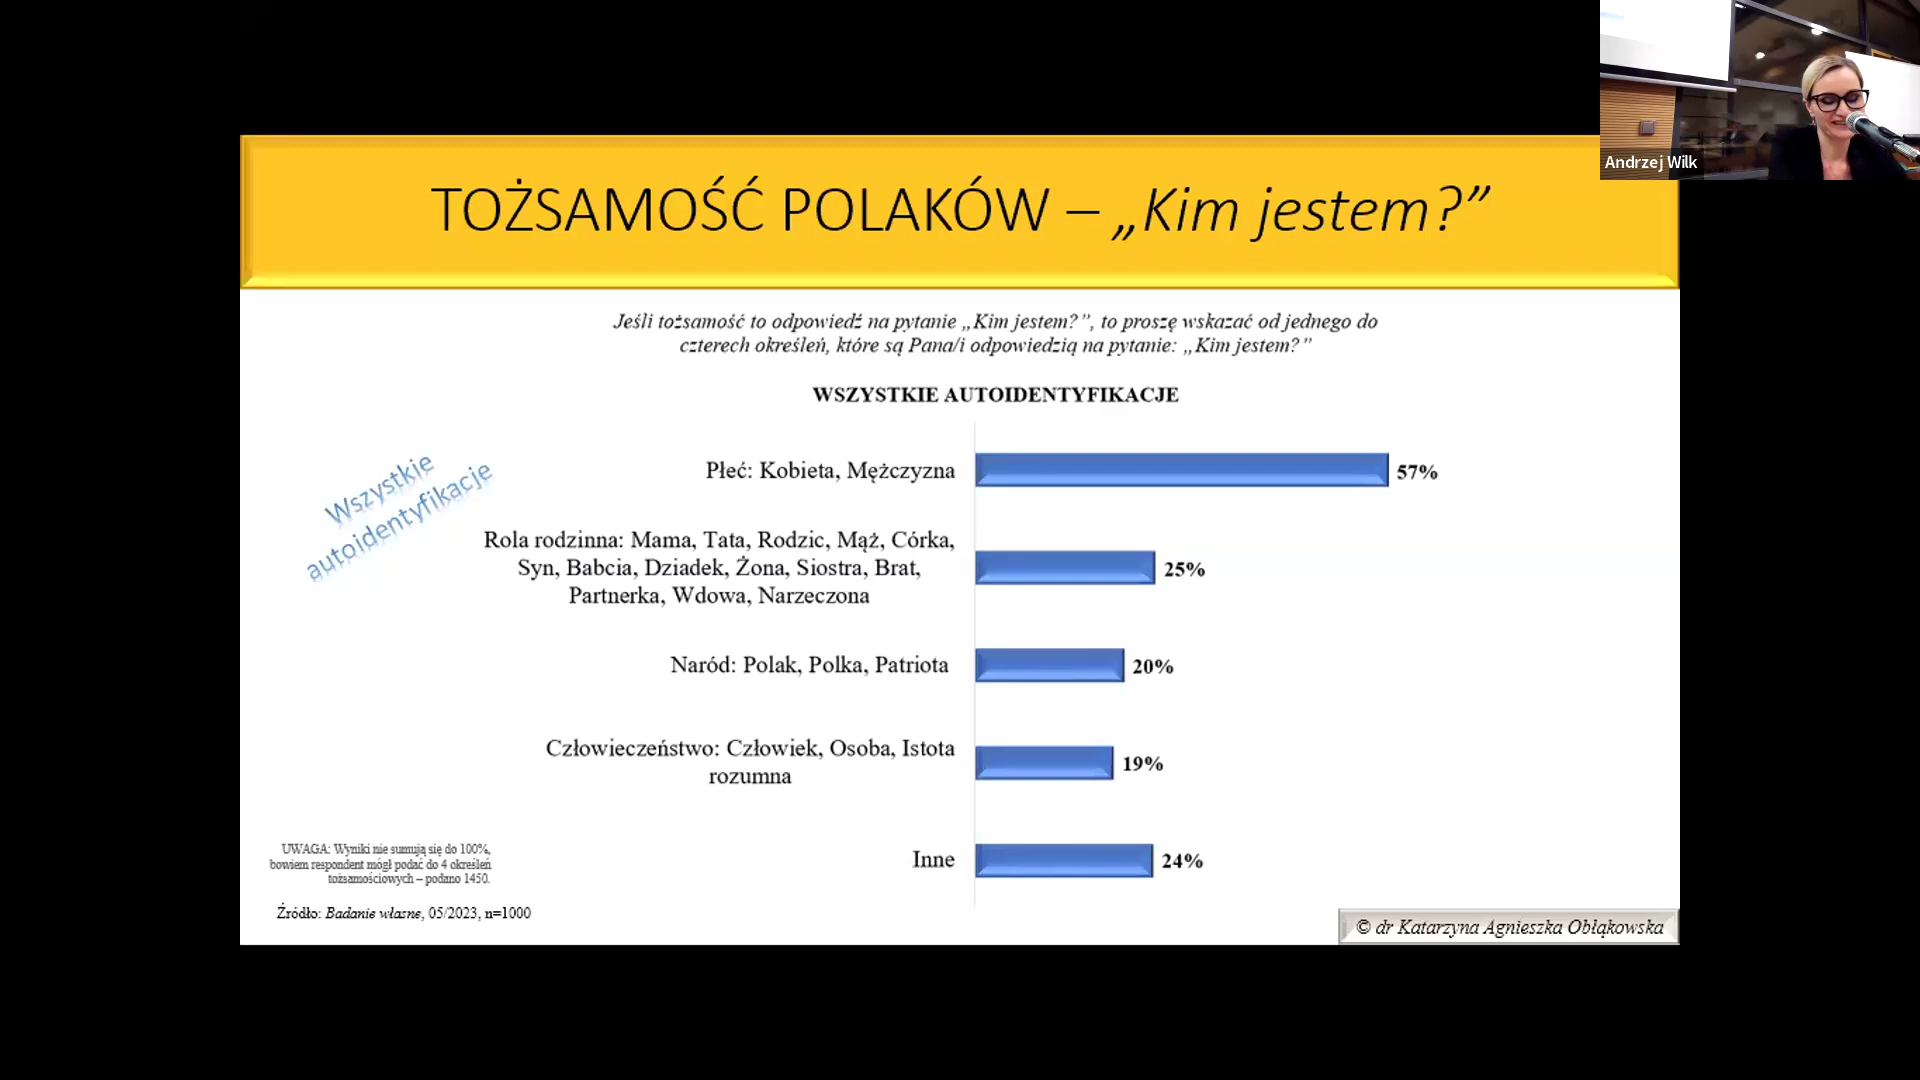 Andrzej Wilk
TOŻSAMOŚĆ POLAKÓW – „Kim jestem?”
Jeśli tożsamość to odpowiedź na pytanie „Kim jestem?”, to proszę wskazać od jednego do
czterech określeń, które są Pana/i odpowiedzią na pytanie: „Kim jestem?”
WSZYSTKIE AUTOIDENTYFIKACJE
Wszystkie
autoidentyfikacje
Płeć: Kobieta, Mężczyzna
57%
Rola rodzinna: Mama, Tata, Rodzic, Mąż, Córka,
Syn, Babcia, Dziadek, Żona, Siostra, Brat,
Partnerka, Wdowa, Narzeczona
25%
Naród: Polak, Polka, Patriota
20%
Człowieczeństwo: Człowiek, Osoba, Istota
rozumna
19%
Inne
24%
UWAGA: Wyniki nie sumują się do 100%,
bowiem respondent mógł podać do 4 określeń
tożsamościowych – podano 1450.
Źródło: Badanie własne, 05/2023, n=1000
© dr Katarzyna Agnieszka Obłąkowska